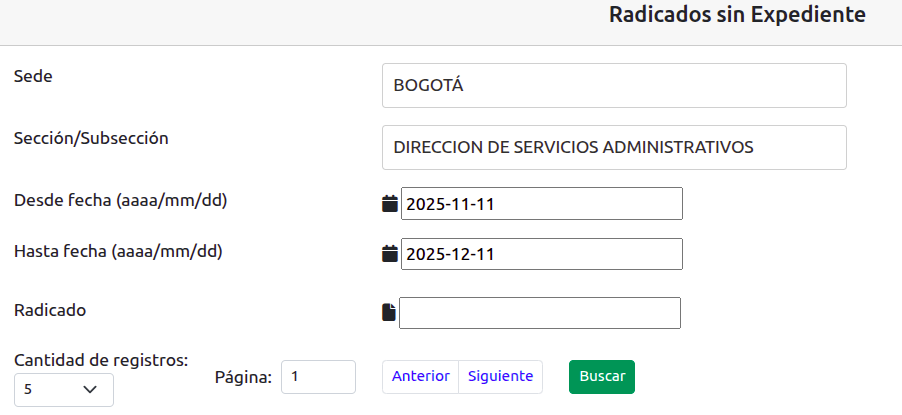 Radicados sin Expediente
Sede
BOGOTÁ
Sección/Subsección
DIRECCION DE SERVICIOS ADMINISTRATIVOS
Desde fecha (aaaa/mm/dd)
2025-11-11
Hasta fecha (aaaa/mm/dd)
2025-12-11
Radicado
Cantidad de registros:
5
Página:
1
Anterior
Siguiente
Buscar